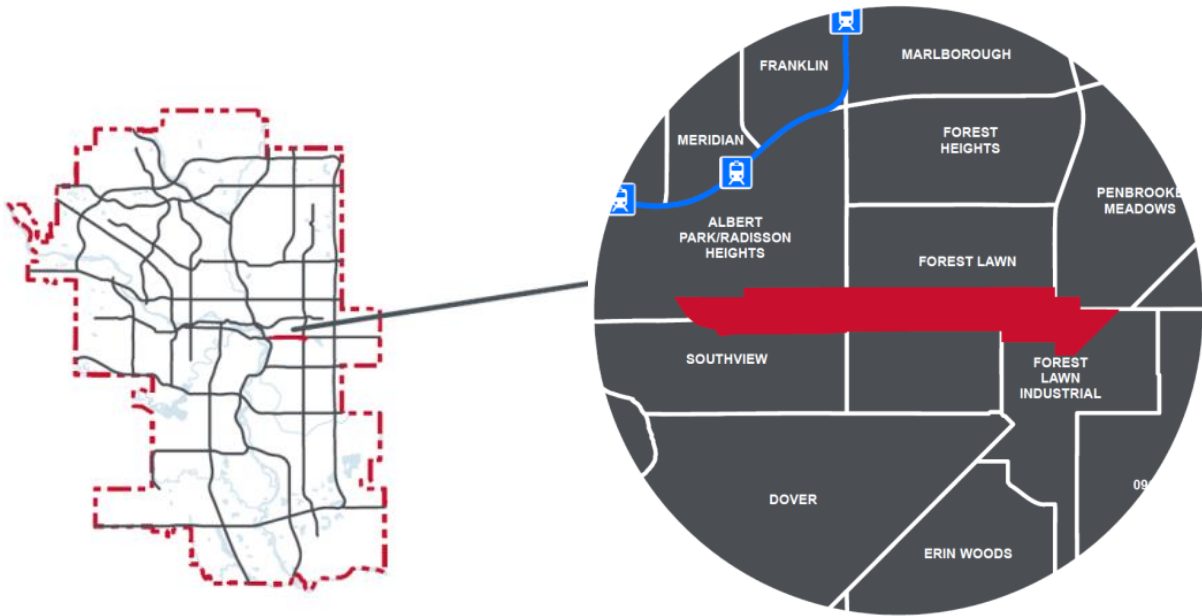 MARLBOROUGH
FRANKLIN
MERIDIAN
FOREST
HEIGHTS
PENBROOKE
MEADOWS
ALBERT
PARK/RADISSON
HEIGHTS
FOREST LAWN
SOUTHVIEW
FOREST
LAWN
INDUSTRIAL
09
DOVER
ERIN WOODS